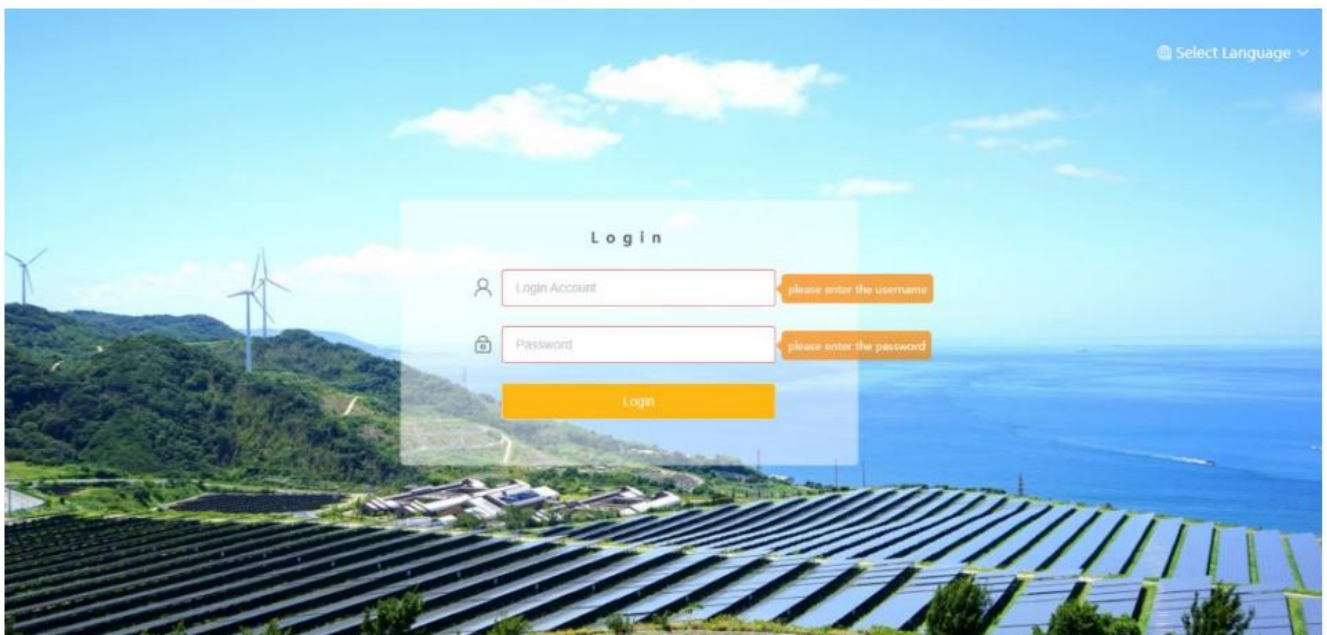 Select Language
Login
Login Account
please enter the username
Password
please enter the password
Login